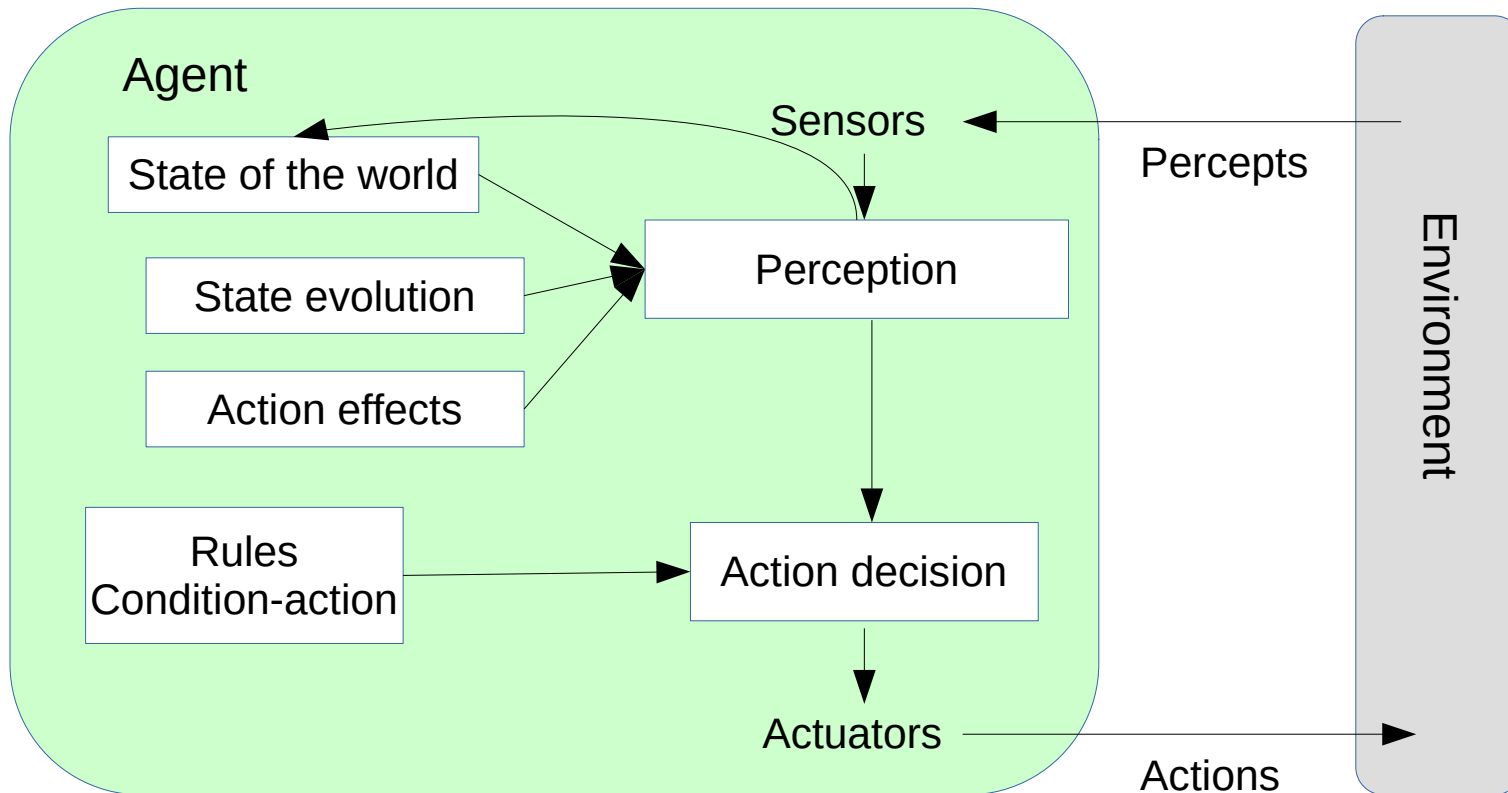 Agent
Sensors
Percepts
State of the world
Perception
State evolution
Action effects
Environment
Rules
Condition-action
Action decision
Actuators
Actions